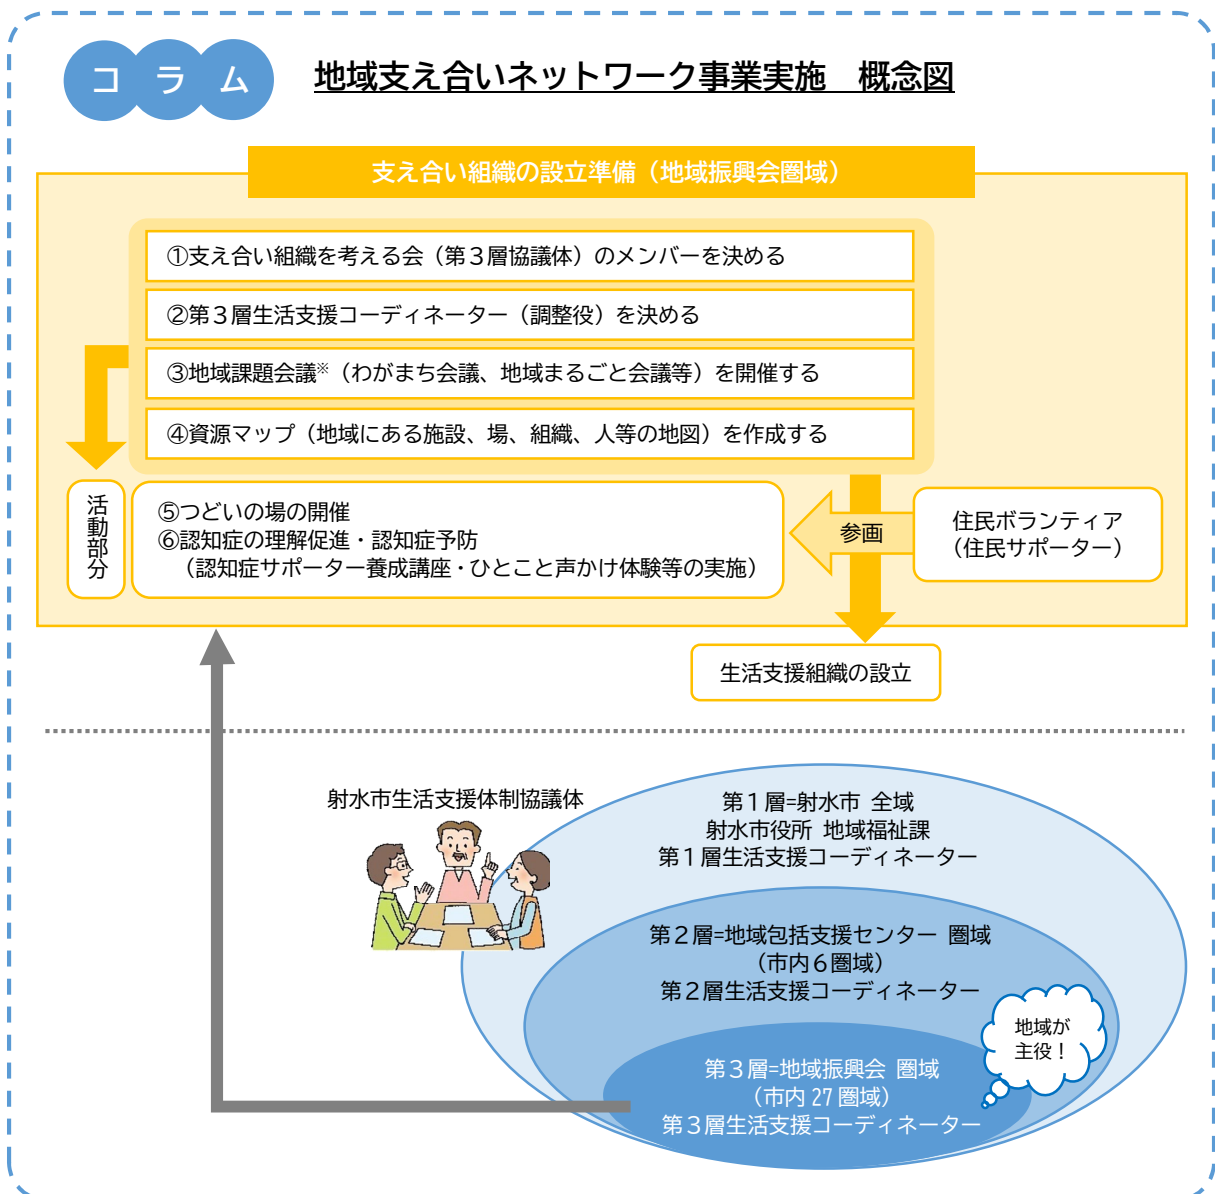 コラム
地域支え合いネットワーク事業実施　概念図
支え合い組織の設立準備（地域振興会圏域）
①支え合い組織を考える会（第３層協議体）のメンバーを決める
②第３層生活支援コーディネーター（調整役）を決める
③地域課題会議※（わがまち会議、地域まるごと会議等）を開催する
④資源マップ（地域にある施設、場、組織、人等の地図）を作成する
活動部分
⑤つどいの場の開催
⑥認知症の理解促進・認知症予防
（認知症サポーター養成講座・ひとこと声かけ体験等の実施）
参画
住民ボランティア
（住民サポーター）
生活支援組織の設立
射水市生活支援体制協議体
第１層=射水市 全域
射水市役所 地域福祉課
第１層生活支援コーディネーター
第２層=地域包括支援センター 圏域
（市内６圏域）
第２層生活支援コーディネーター
地域が
主役！
第３層=地域振興会 圏域
（市内 27 圏域）
第３層生活支援コーディネーター